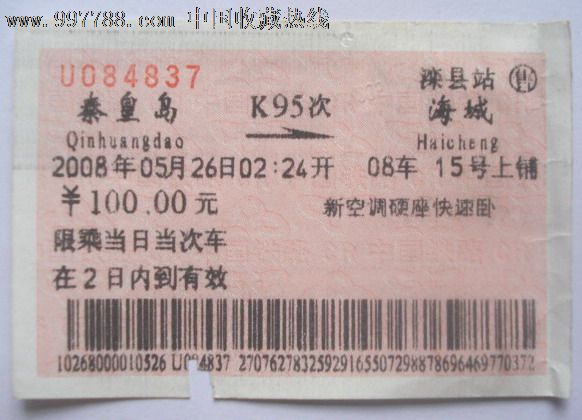 www.997788.com 中国收藏热线
U084837 滦县站 售
秦皇岛 K95次 海城
Qinhuangdao Haicheng
2008年05月26日02:24开 08车 15号上铺
￥100.00元 新空调硬座快速卧
限乘当日当次车
在2日内到有效
10268000010526 U084837 27076278325929165507298878696469770372